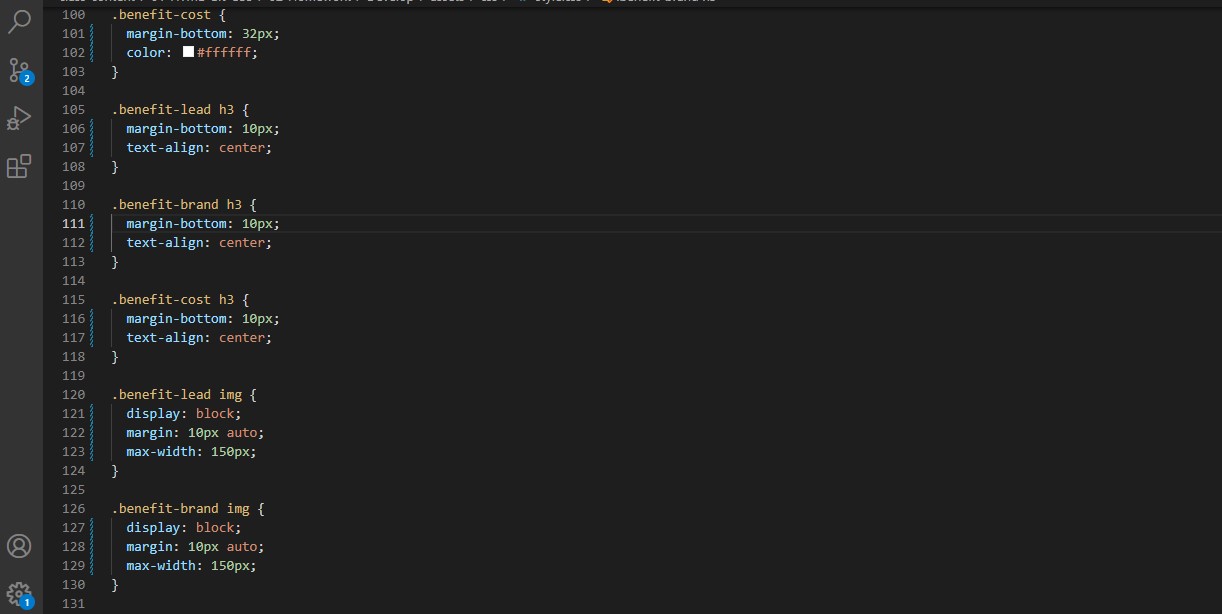 100 .benefit-cost {
101 margin-bottom: 32px;
102 color: #ffffff;
103 }
104
105 .benefit-lead h3 {
106 margin-bottom: 10px;
107 text-align: center;
108 }
109
110 .benefit-brand h3 {
111 margin-bottom: 10px;
112 text-align: center;
113 }
114
115 .benefit-cost h3 {
116 margin-bottom: 10px;
117 text-align: center;
118 }
119
120 .benefit-lead img {
121 display: block;
122 margin: 10px auto;
123 max-width: 150px;
124 }
125
126 .benefit-brand img {
127 display: block;
128 margin: 10px auto;
129 max-width: 150px;
130 }
131
2
1